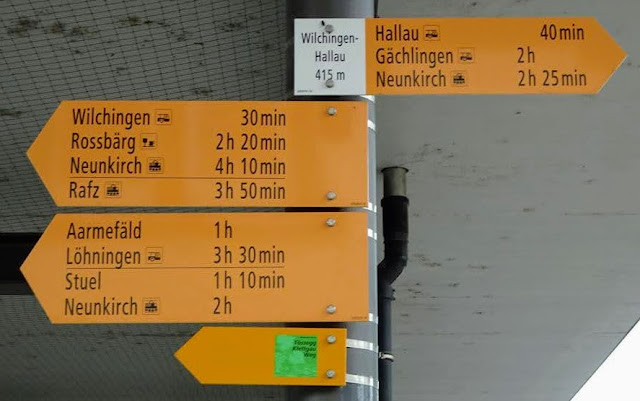 Wilchingen-
Hallau
415 m
Hallau 40 min
Gächlingen 2 h
Neunkirch 2 h 25 min
Wilchingen 30 min
Rossbärg 2 h 20 min
Neunkirch 4 h 10 min
Rafz 3 h 50 min
Aarmefäld 1 h
Löhningen 3 h 30 min
Stuel 1 h 10 min
Neunkirch 2 h
Klettgau
Weg